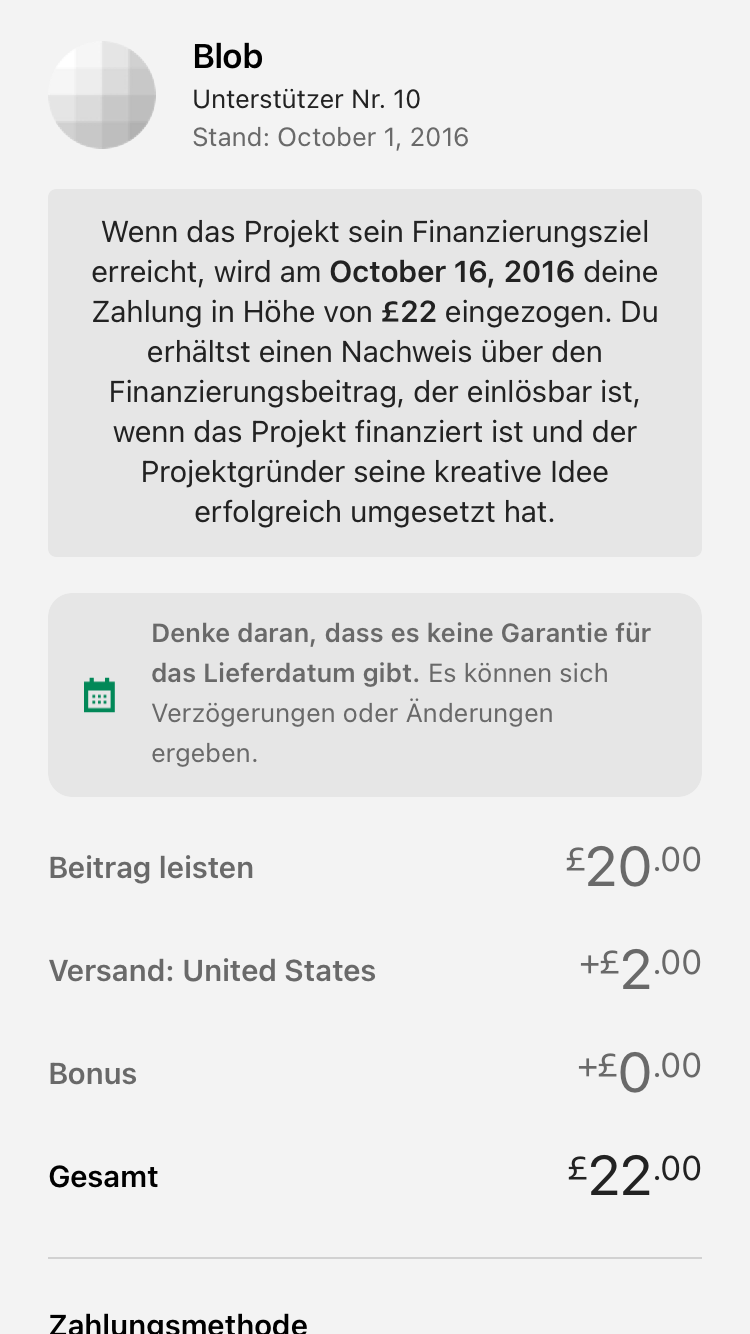 Blob
Unterstützer Nr. 10
Stand: October 1, 2016
Wenn das Projekt sein Finanzierungsziel
erreicht, wird am October 16, 2016 deine
Zahlung in Höhe von £22 eingezogen. Du
erhältst einen Nachweis über den
Finanzierungsbeitrag, der einlösbar ist,
wenn das Projekt finanziert ist und der
Projektgründer seine kreative Idee
erfolgreich umgesetzt hat.
Denke daran, dass es keine Garantie für
das Lieferdatum gibt. Es können sich
Verzögerungen oder Änderungen
ergeben.
Beitrag leisten £20.00
Versand: United States +£2.00
Bonus +£0.00
Gesamt £22.00
Zahlungsmethode